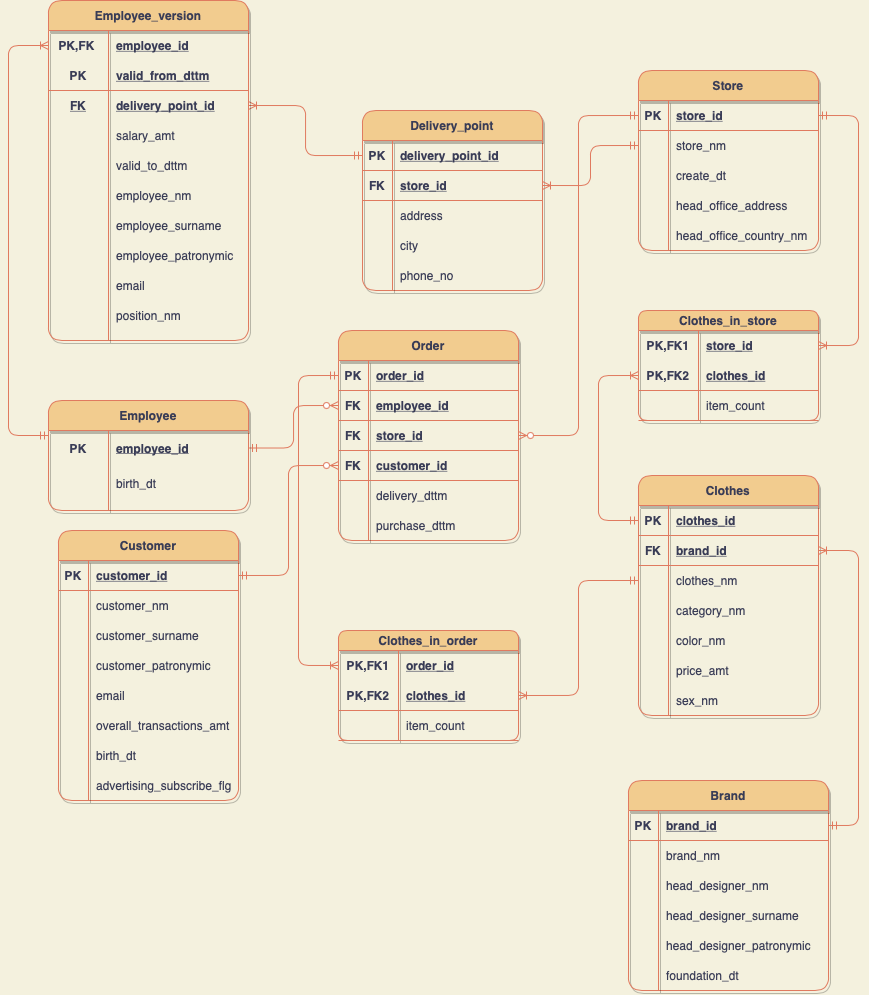 Employee_version
PK,FK employee_id
PK valid_from_dttm
FK delivery_point_id
salary_amt
valid_to_dttm
employee_nm
employee_surname
employee_patronymic
email
position_nm
Delivery_point
PK delivery_point_id
FK store_id
address
city
phone_no
Store
PK store_id
store_nm
create_dt
head_office_address
head_office_country_nm
Employee
PK employee_id
birth_dt
Order
PK order_id
FK employee_id
FK store_id
FK customer_id
delivery_dttm
purchase_dttm
Clothes_in_store
PK,FK1 store_id
PK,FK2 clothes_id
item_count
Customer
PK customer_id
customer_nm
customer_surname
customer_patronymic
email
overall_transactions_amt
birth_dt
advertising_subscribe_flg
Clothes_in_order
PK,FK1 order_id
PK,FK2 clothes_id
item_count
Clothes
PK clothes_id
FK brand_id
clothes_nm
category_nm
color_nm
price_amt
sex_nm
Brand
PK brand_id
brand_nm
head_designer_nm
head_designer_surname
head_designer_patronymic
foundation_dt